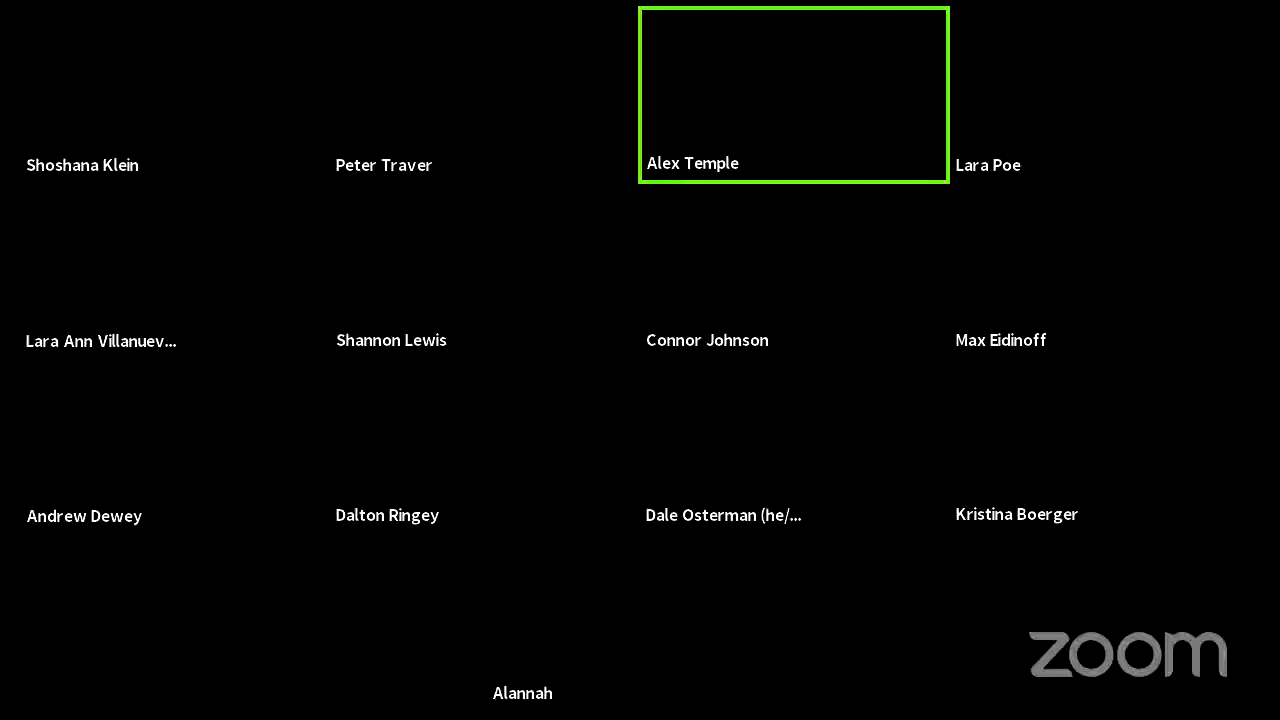 Shoshana Klein
Peter Traver
Alex Temple
Lara Poe
Lara Ann Villanuev...
Shannon Lewis
Connor Johnson
Max Eidinoff
Andrew Dewey
Dalton Ringey
Dale Osterman (he/...
Kristina Boerger
Alannah
zoom